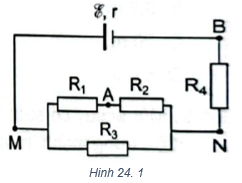 ℰ, r
B
R₁ A R₂ R₄
R₃
M N
Hình 24. 1